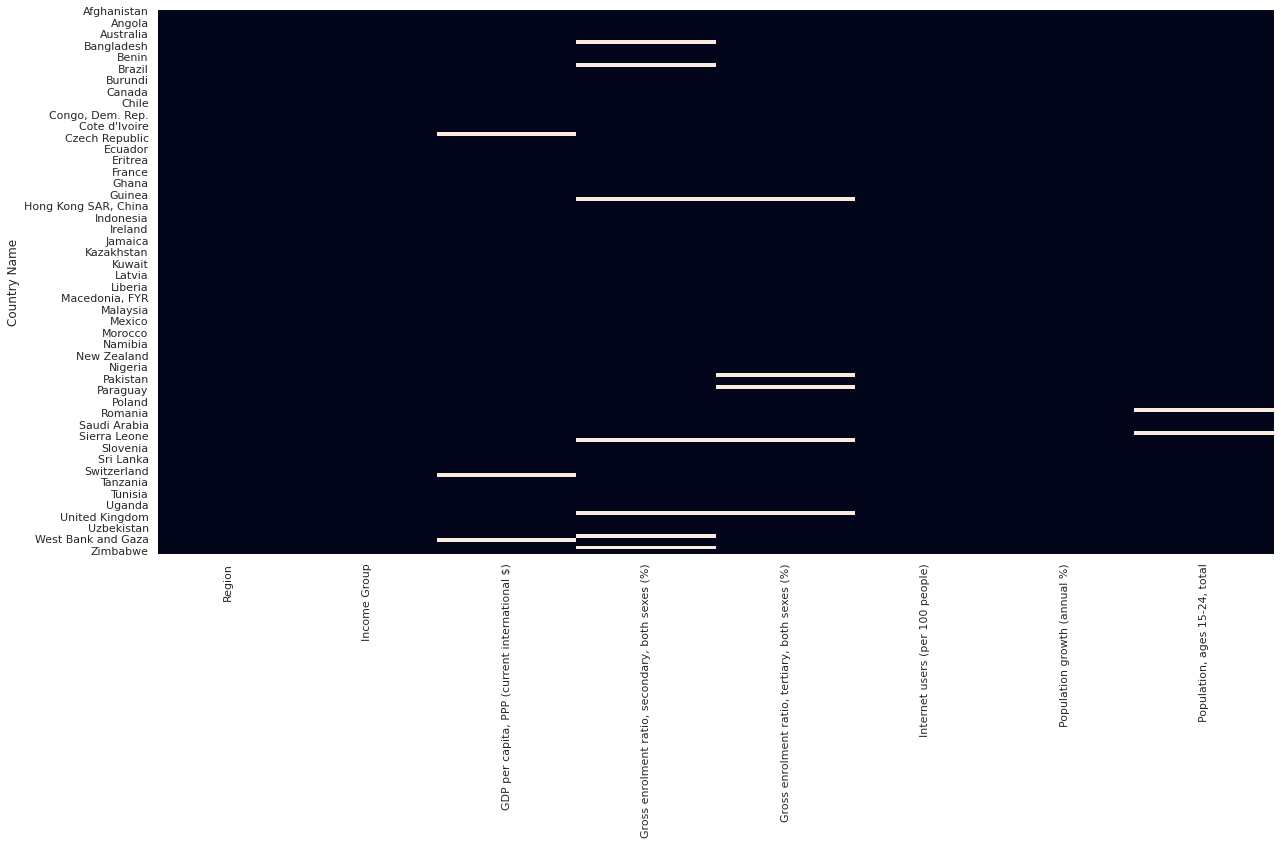 Afghanistan
Angola
Australia
Bangladesh
Benin
Brazil
Burundi
Canada
Chile
Congo, Dem. Rep.
Cote d'Ivoire
Czech Republic
Ecuador
Eritrea
France
Ghana
Guinea
Hong Kong SAR, China
Indonesia
Ireland
Jamaica
Kazakhstan
Kuwait
Latvia
Liberia
Macedonia, FYR
Malaysia
Mexico
Morocco
Namibia
New Zealand
Nigeria
Pakistan
Paraguay
Poland
Romania
Saudi Arabia
Sierra Leone
Slovenia
Sri Lanka
Switzerland
Tanzania
Tunisia
Uganda
United Kingdom
Uzbekistan
West Bank and Gaza
Zimbabwe
Country Name
Region
Income Group
GDP per capita, PPP (current international $)
Gross enrolment ratio, secondary, both sexes (%)
Gross enrolment ratio, tertiary, both sexes (%)
Internet users (per 100 people)
Population growth (annual %)
Population, ages 15-24, total